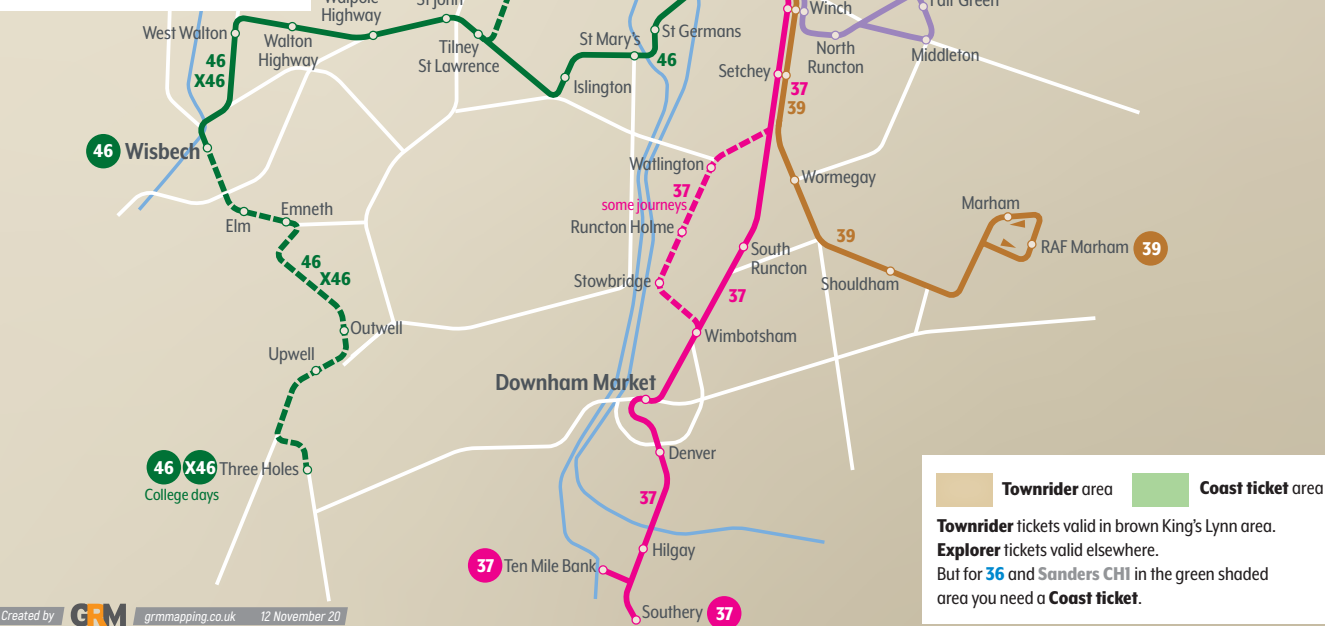 Highway
St John
Winch
Fair Green
West Walton
Walton
Highway
Tilney
St Lawrence
St Mary's
St Germans
46
Islington
North
Runcton
Middleton
46
X46
Setchey
37
39
46 Wisbech
Watlington
Wormegay
37
some journeys
Runcton Holme
Marham
RAF Marham 39
39
Shouldham
Elm
Emneth
46
X46
South
Runcton
Stowbridge
37
Outwell
Wimbotsham
Upwell
Downham Market
Denver
46 X46 Three Holes
College days
37
Hilgay
37 Ten Mile Bank
Southery 37
Townrider area
Coast ticket area
Townrider tickets valid in brown King's Lynn area.
Explorer tickets valid elsewhere.
But for 36 and Sanders CH1 in the green shaded
area you need a Coast ticket.
Created by GRM grmmapping.co.uk 12 November 20